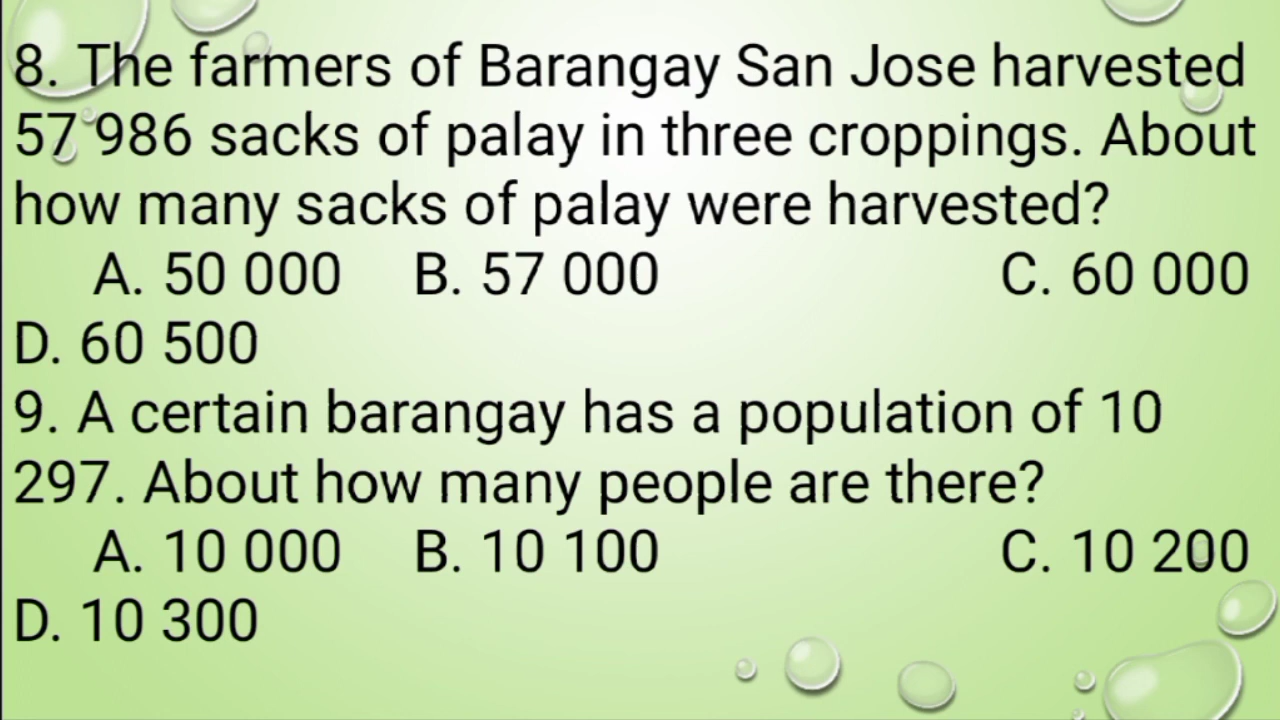 8. The farmers of Barangay San Jose harvested
57 986 sacks of palay in three croppings. About
how many sacks of palay were harvested?
A. 50 000 B. 57 000 C. 60 000
D. 60 500
9. A certain barangay has a population of 10
297. About how many people are there?
A. 10 000 B. 10 100 C. 10 200
D. 10 300